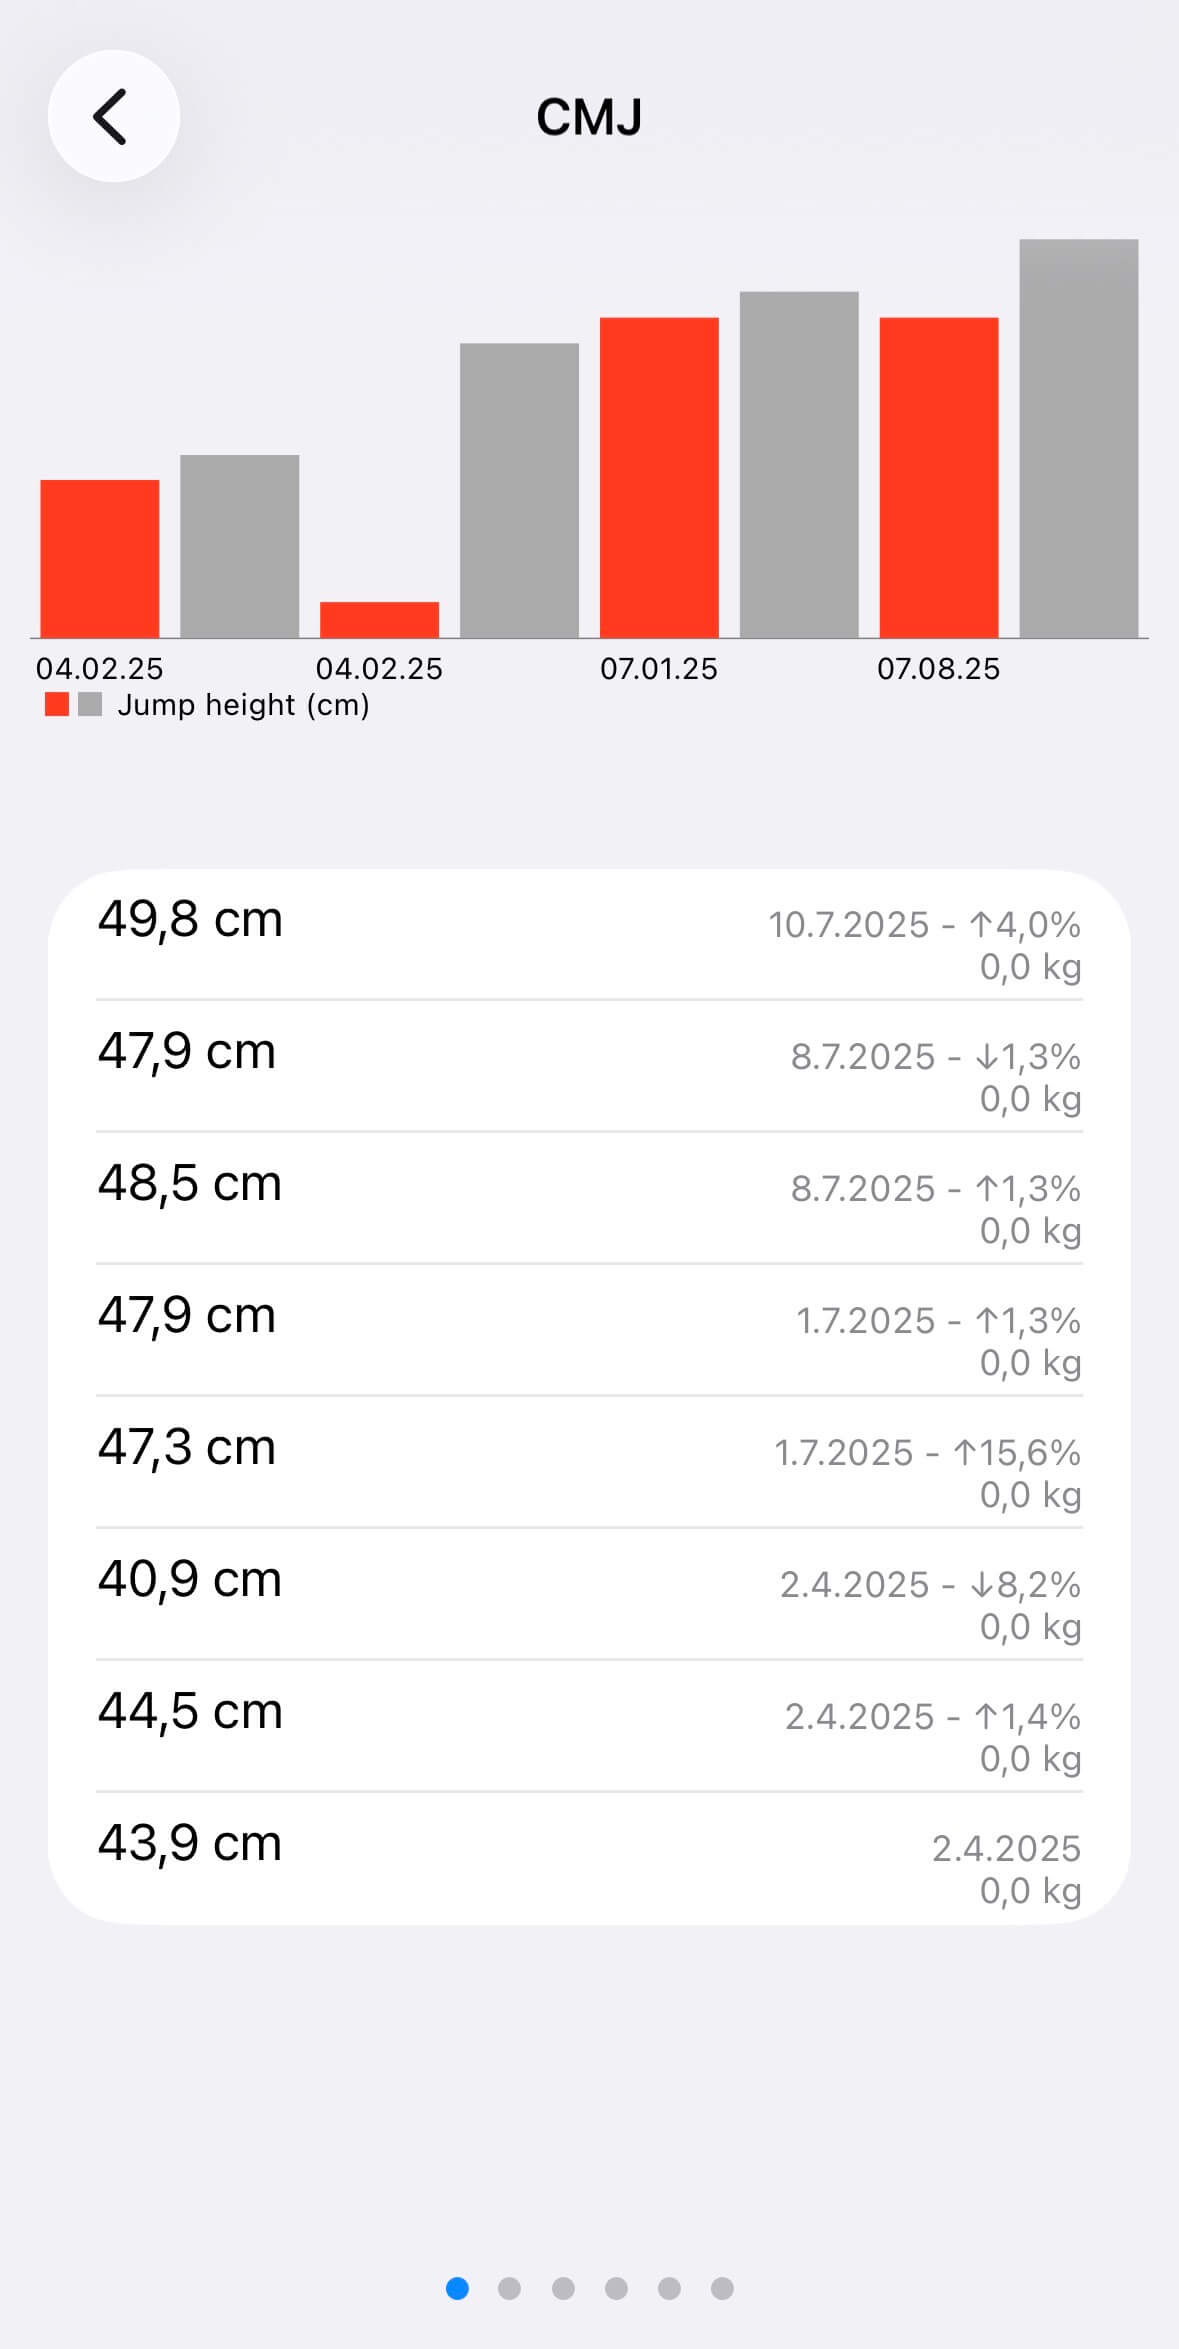 CMJ
04.02.25 04.02.25 07.01.25 07.08.25
Jump height (cm)
49,8 cm 10.7.2025 - ↑4,0%
0,0 kg
47,9 cm 8.7.2025 - ↓1,3%
0,0 kg
48,5 cm 8.7.2025 - ↑1,3%
0,0 kg
47,9 cm 1.7.2025 - ↑1,3%
0,0 kg
47,3 cm 1.7.2025 - ↑15,6%
0,0 kg
40,9 cm 2.4.2025 - ↓8,2%
0,0 kg
44,5 cm 2.4.2025 - ↑1,4%
0,0 kg
43,9 cm 2.4.2025
0,0 kg